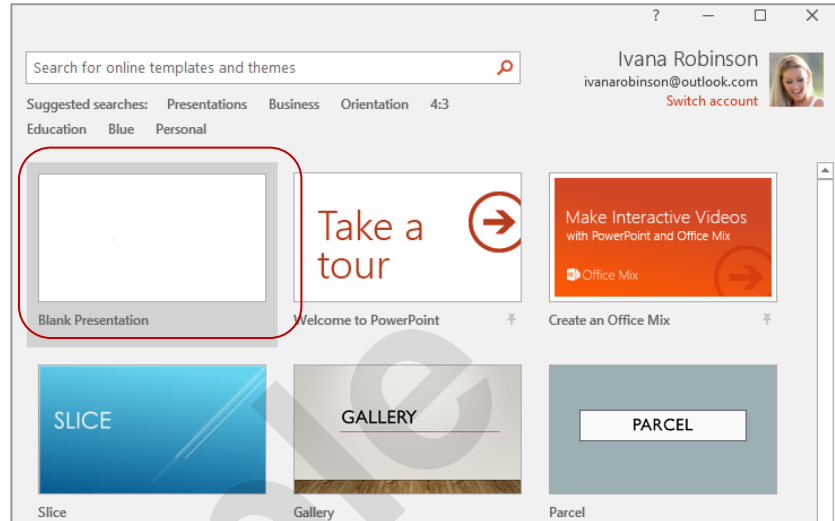 ?
Search for online templates and themes
Ivana Robinson
ivanarobinson@outlook.com
Switch account
Suggested searches: Presentations Business Orientation 4:3
Education Blue Personal
Take a
tour
Make Interactive Videos
with PowerPoint and Office Mix
Office Mix
Blank Presentation
Welcome to PowerPoint
Create an Office Mix
SLICE
GALLERY
PARCEL
Slice
Gallery
Parcel